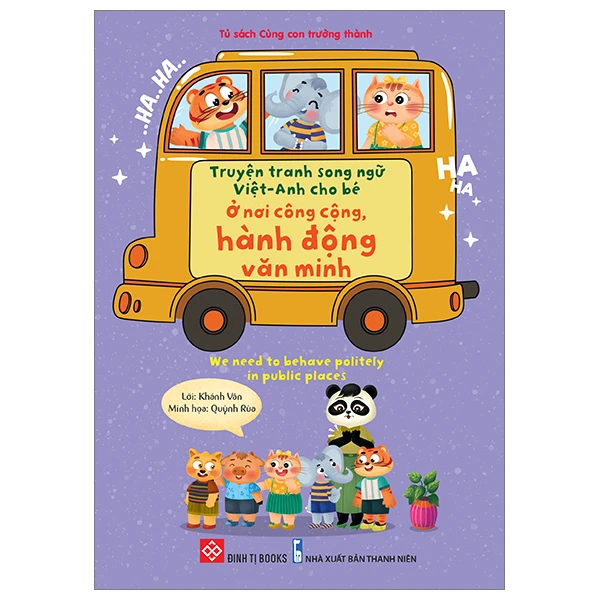 Tủ sách Cùng con trưởng thành
..HA..HA..
HA
HA
Truyện tranh song ngữ
Việt-Anh cho bé
Ở nơi công cộng,
hành động
văn minh
We need to behave politely
in public places
Lời: Khánh Vân
Minh họa: Quỳnh Rùa
ĐINH TỊ BOOKS
NHÀ XUẤT BẢN THANH NIÊN